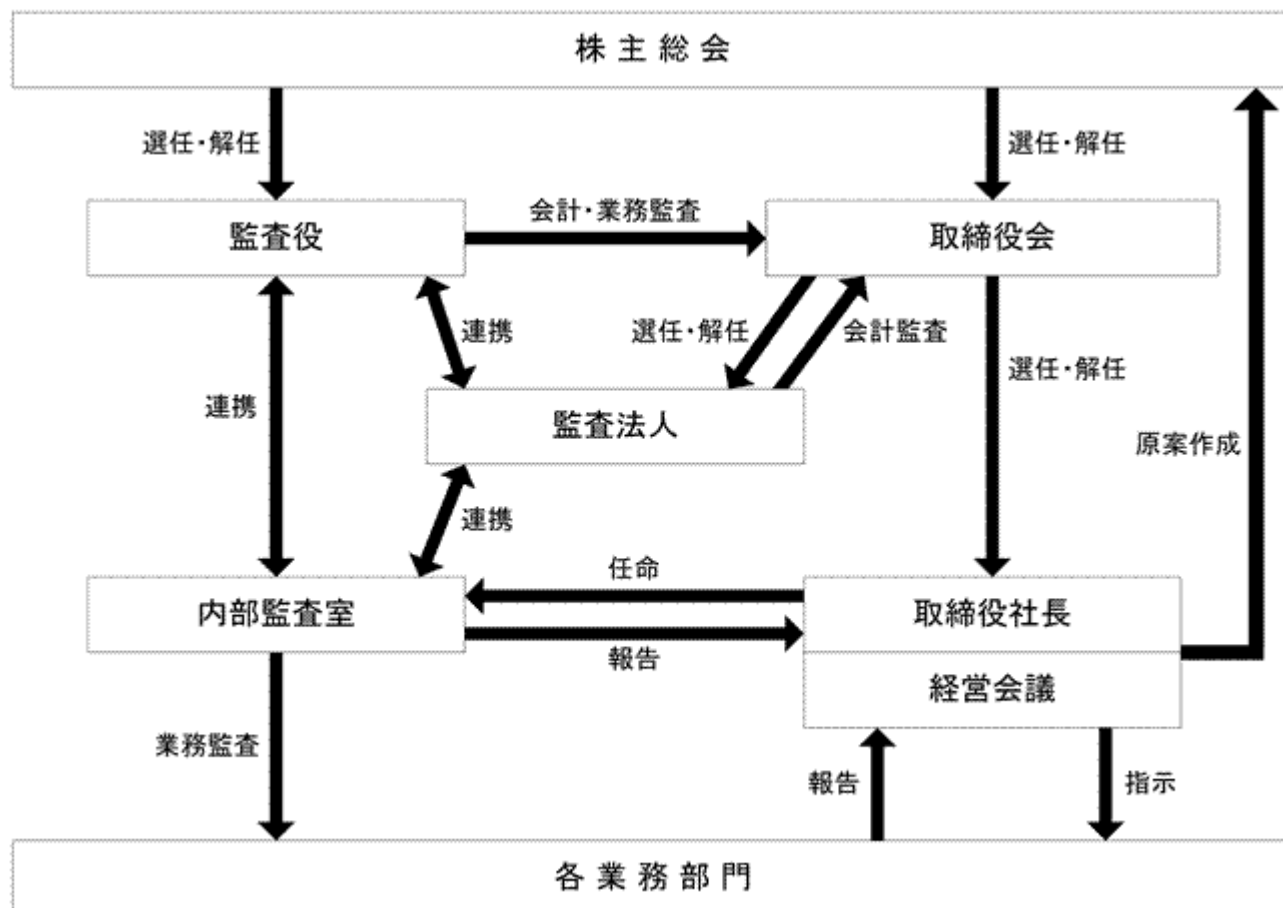 株主総会
選任・解任
選任・解任
監査役
会計・業務監査
取締役会
連携
選任・解任
会計監査
選任・解任
連携
監査法人
原案作成
連携
任命
内部監査室
取締役社長
報告
経営会議
業務監査
報告
指示
各業務部門